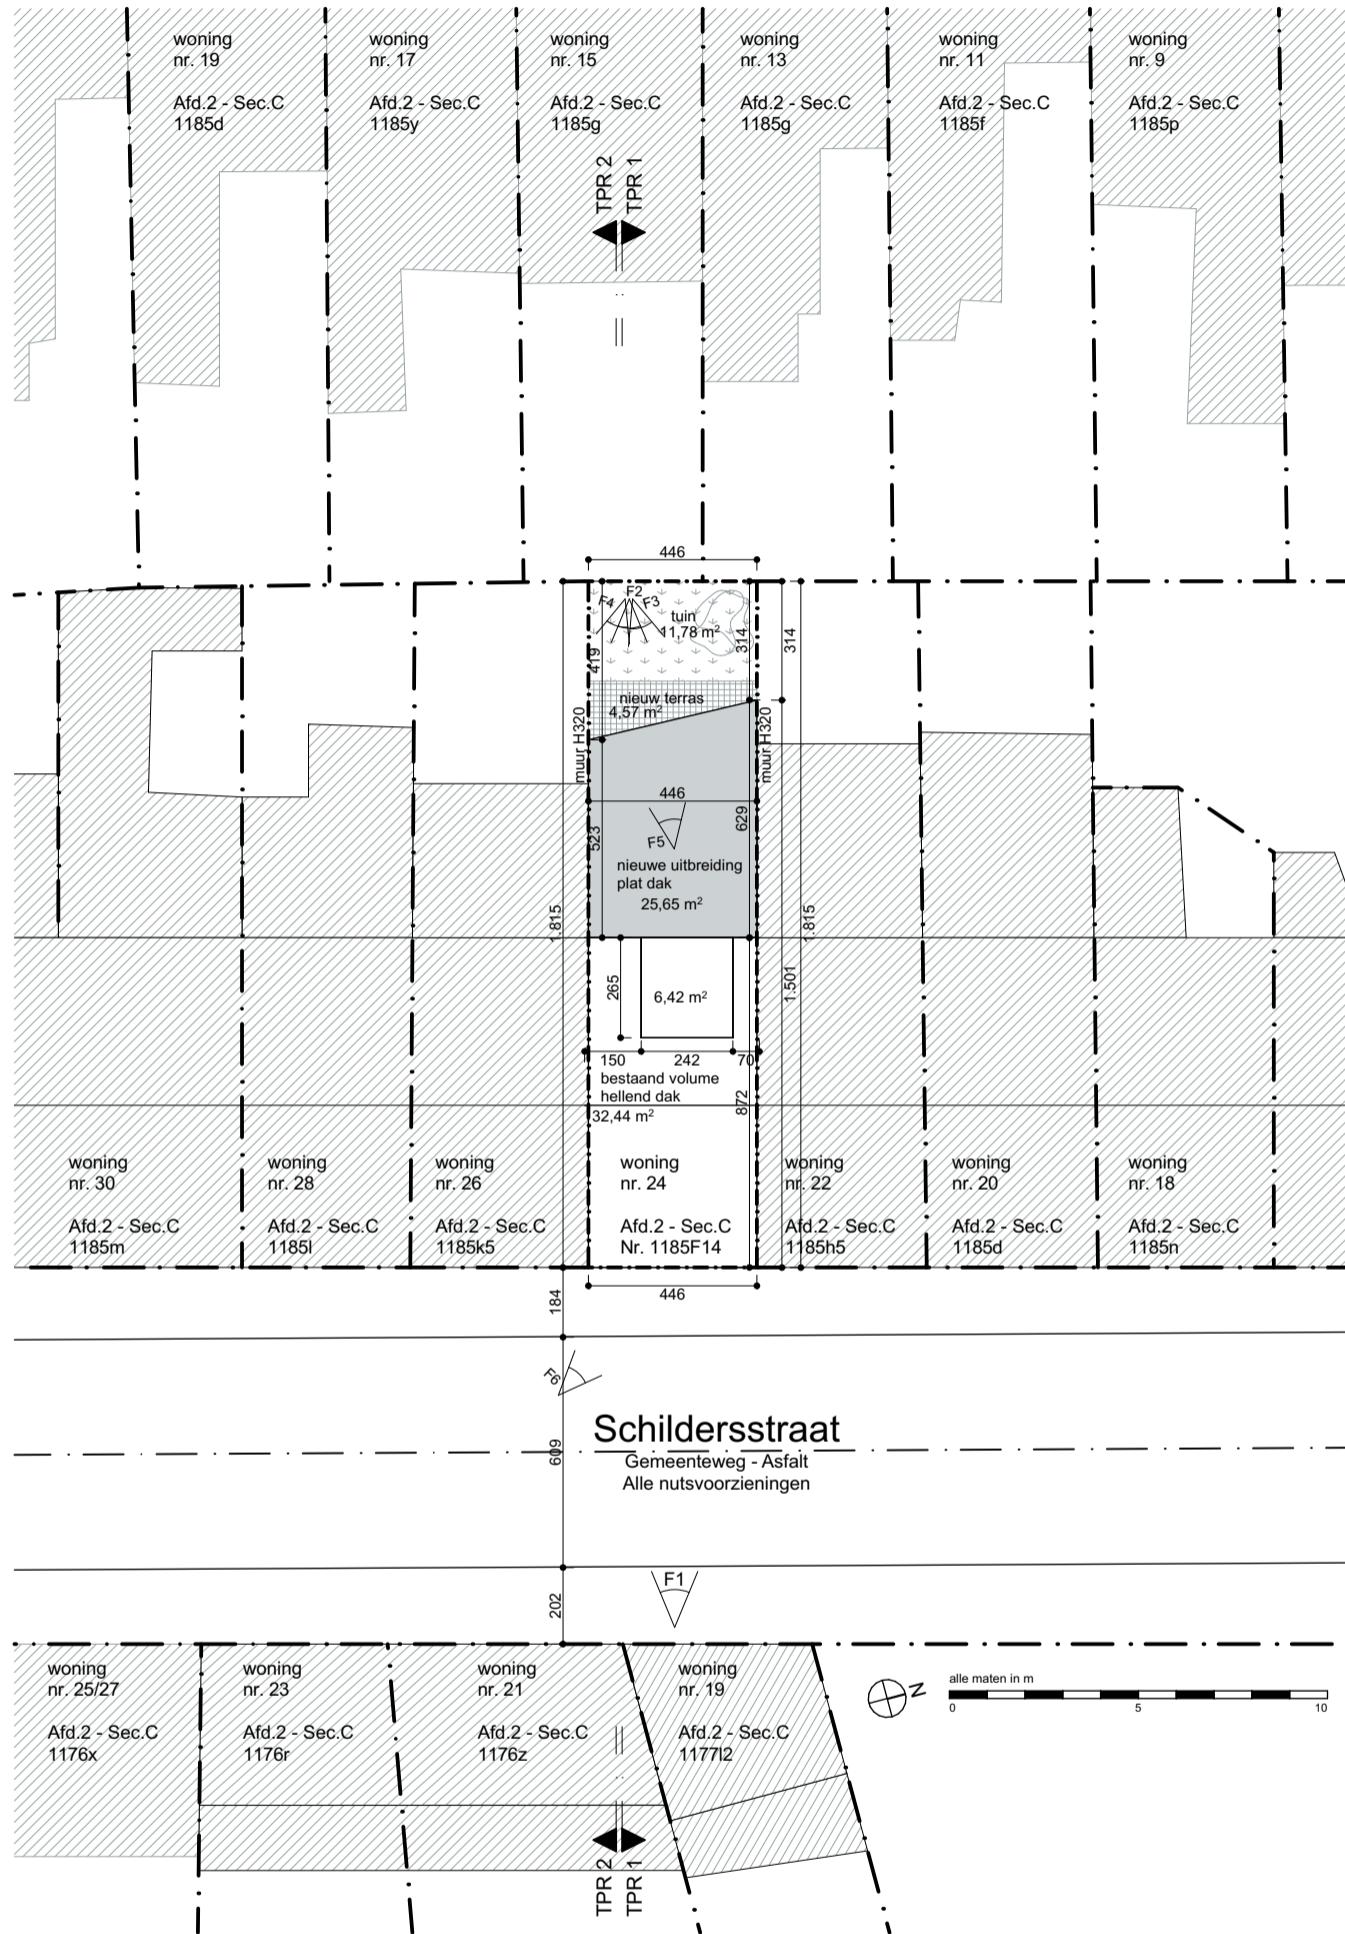 woning
nr. 19
Afd.2 - Sec.C
1185d
woning
nr. 17
Afd.2 - Sec.C
1185y
woning
nr. 15
Afd.2 - Sec.C
1185g
woning
nr. 13
Afd.2 - Sec.C
1185g
woning
nr. 11
Afd.2 - Sec.C
1185f
woning
nr. 9
Afd.2 - Sec.C
1185p
TPR 2
TPR 1
446
F4
F2
F3
tuin
11,78 m²
419
314
314
nieuw terras
4,57 m²
muur H320
muur H320
446
523
629
F5
nieuwe uitbreiding
plat dak
25,65 m²
1.815
1.815
1.501
265
6,42 m²
150
242
70
bestaand volume
hellend dak
32,44 m²
872
woning
nr. 30
Afd.2 - Sec.C
1185m
woning
nr. 28
Afd.2 - Sec.C
1185l
woning
nr. 26
Afd.2 - Sec.C
1185k5
woning
nr. 24
Afd.2 - Sec.C
Nr. 1185F14
woning
nr. 22
Afd.2 - Sec.C
1185h5
woning
nr. 20
Afd.2 - Sec.C
1185d
woning
nr. 18
Afd.2 - Sec.C
1185n
446
184
F6
609
Schildersstraat
Gemeenteweg - Asfalt
Alle nutsvoorzieningen
202
F1
woning
nr. 25/27
Afd.2 - Sec.C
1176x
woning
nr. 23
Afd.2 - Sec.C
1176r
woning
nr. 21
Afd.2 - Sec.C
1176z
woning
nr. 19
Afd.2 - Sec.C
1177l2
N
alle maten in m
0
5
10
TPR 2
TPR 1